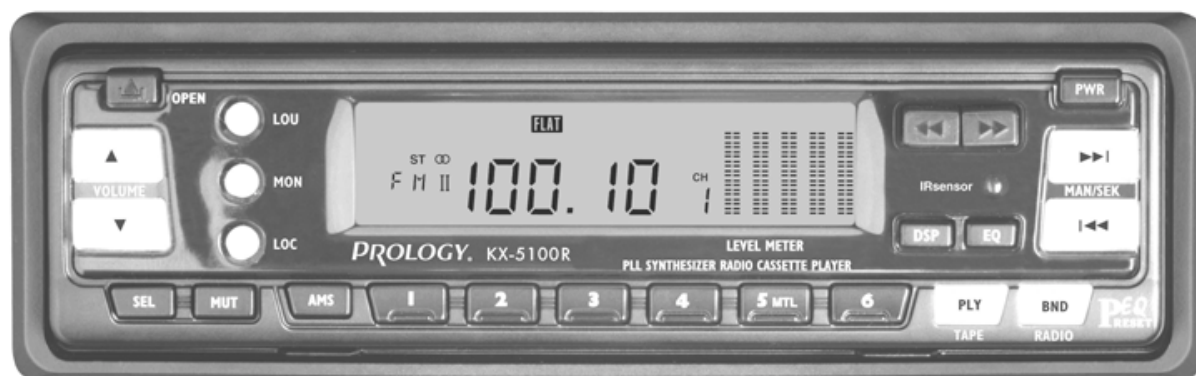 OPEN
PWR
LOU
FLAT
VOLUME
MON
ST
FM II 100.10 CH 1
IRsensor
MAN/SEK
LOC
PROLOGY. KX-5100R
LEVEL METER
DSP EQ
PLL SYNTHESIZER RADIO CASSETTE PLAYER
SEL MUT AMS 1 2 3 4 5 MTL 6 PLY BND PEQ
PRESET
TAPE RADIO